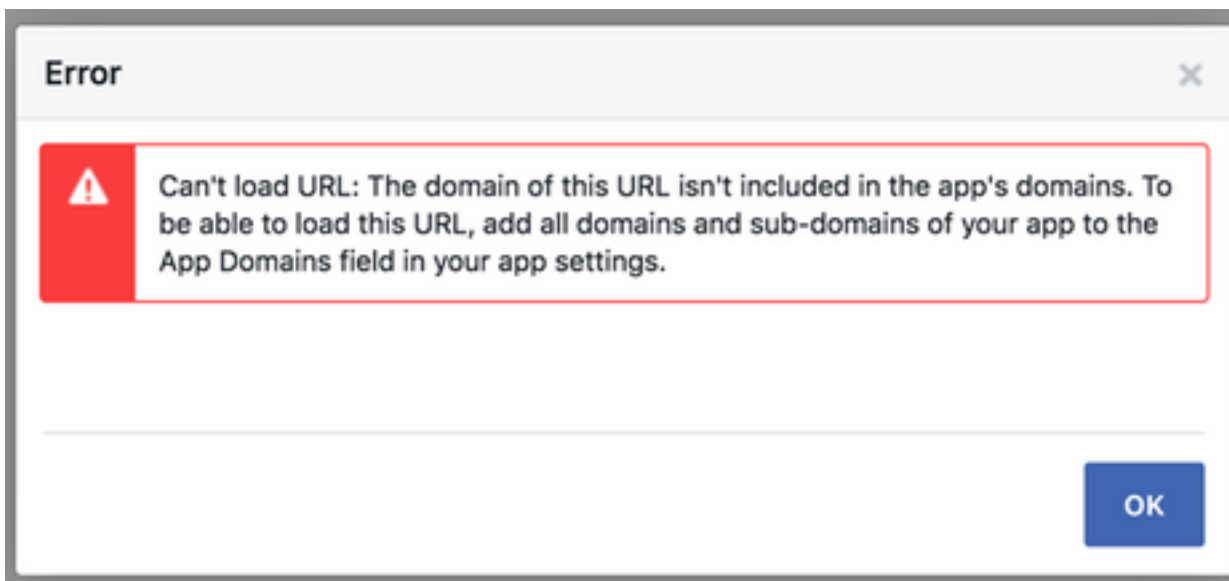 Error
Can't load URL: The domain of this URL isn't included in the app's domains. To
be able to load this URL, add all domains and sub-domains of your app to the
App Domains field in your app settings.
OK